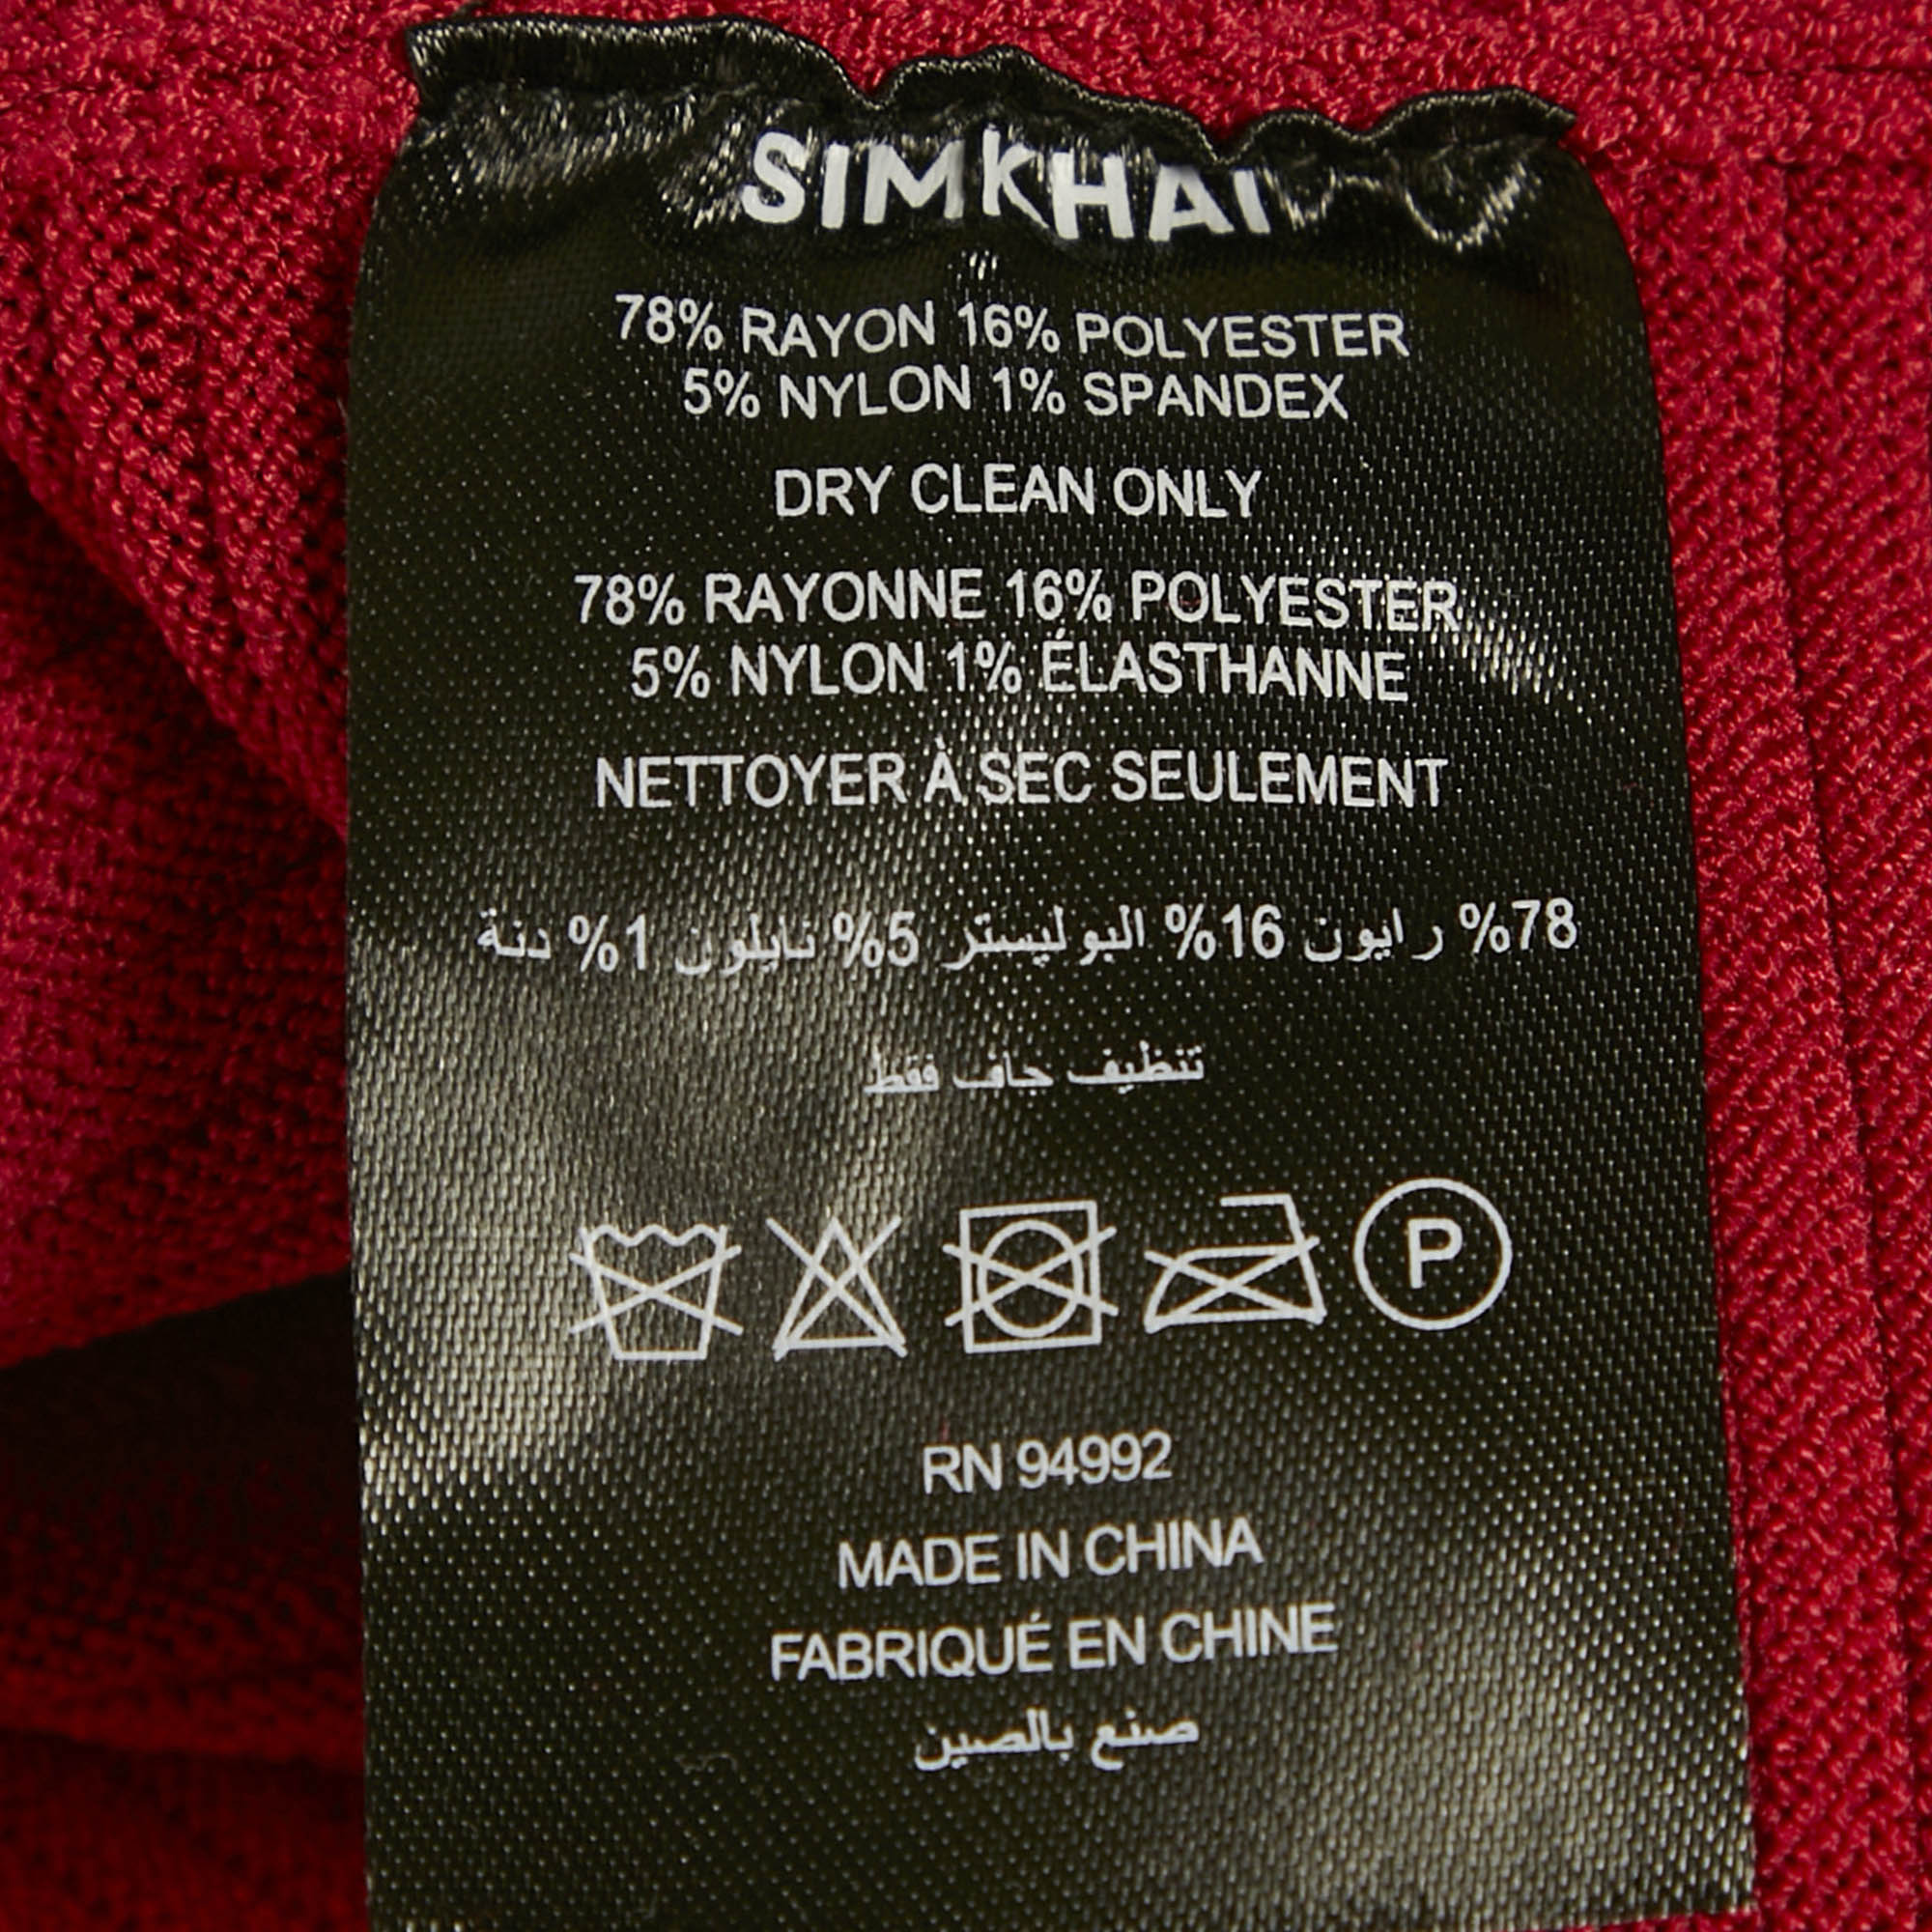 SIMKHAI
78% RAYON 16% POLYESTER
5% NYLON 1% SPANDEX
DRY CLEAN ONLY
78% RAYONNE 16% POLYESTER
5% NYLON 1% ÉLASTHANNE
NETTOYER À SEC SEULEMENT
78% رايون 16% البوليستر 5% نايلون 1% دنة
تنظيف جاف فقط
P
RN 94992
MADE IN CHINA
FABRIQUÉ EN CHINE
صنع بالصين